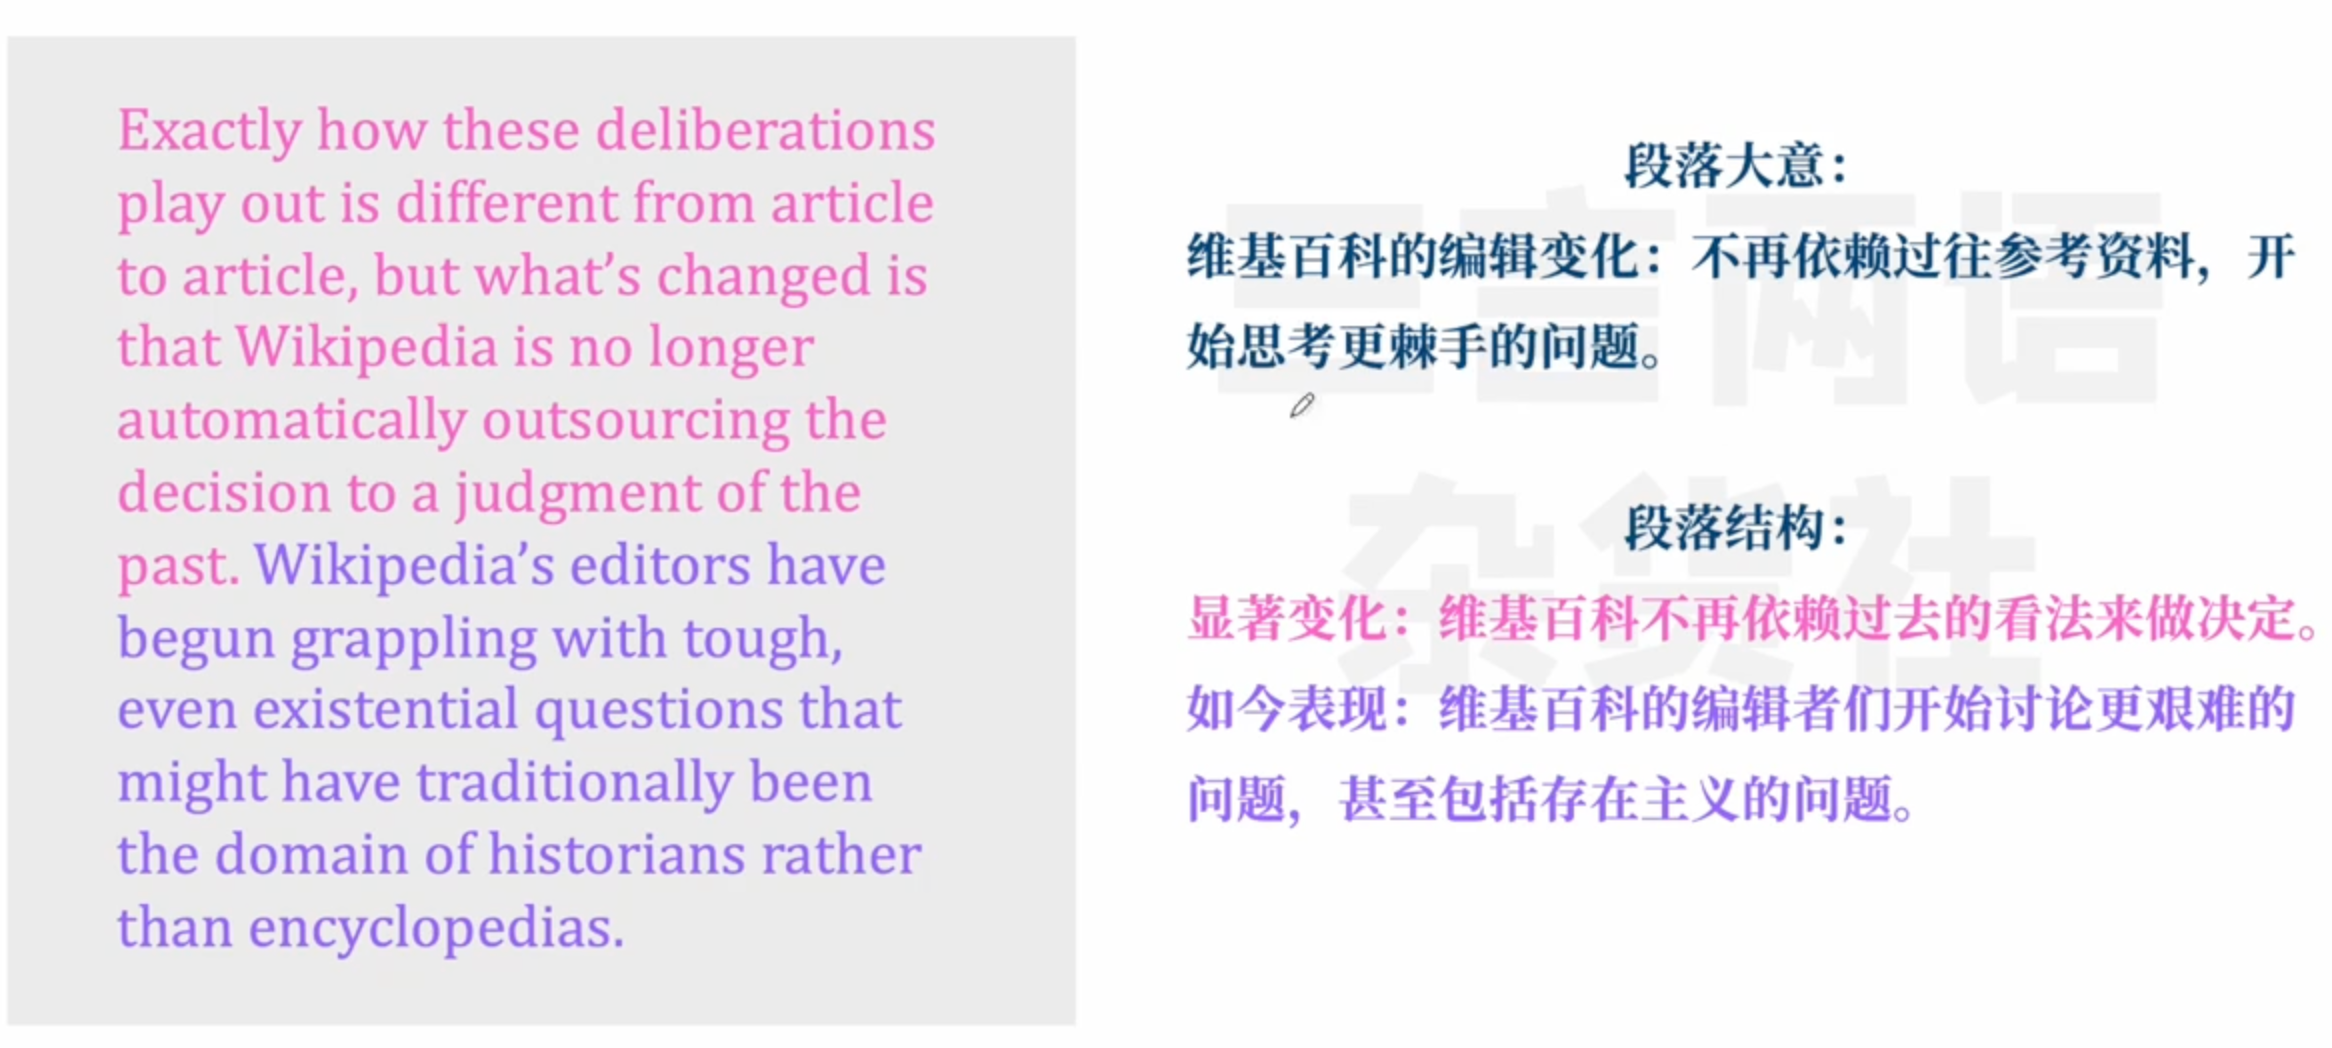 Exactly how these deliberations
play out is different from article
to article, but what’s changed is
that Wikipedia is no longer
automatically outsourcing the
decision to a judgment of the
past. Wikipedia’s editors have
begun grappling with tough,
even existential questions that
might have traditionally been
the domain of historians rather
than encyclopedias.
段落大意：
维基百科的编辑变化：不再依赖过往参考资料，开
始思考更棘手的问题。
段落结构：
显著变化：维基百科不再依赖过去的看法来做决定。
如今表现：维基百科的编辑者们开始讨论更艰难的
问题，甚至包括存在主义的问题。
三言两语
杂货社